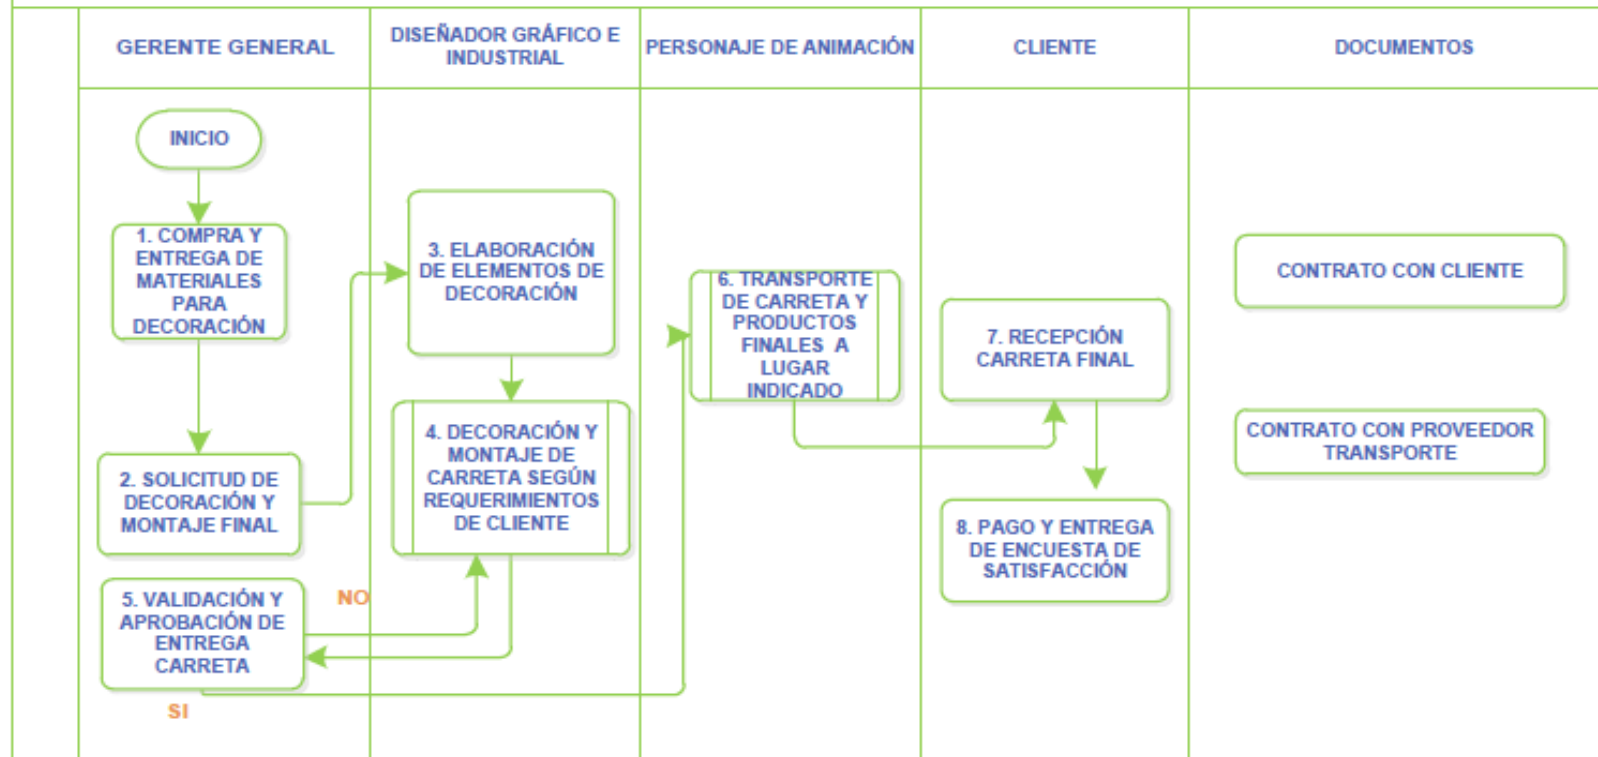 GERENTE GENERAL
DISEÑADOR GRÁFICO E
INDUSTRIAL
PERSONAJE DE ANIMACIÓN
CLIENTE
DOCUMENTOS
INICIO
1. COMPRA Y
ENTREGA DE
MATERIALES
PARA
DECORACIÓN
2. SOLICITUD DE
DECORACIÓN Y
MONTAJE FINAL
3. ELABORACIÓN
DE ELEMENTOS DE
DECORACIÓN
4. DECORACIÓN Y
MONTAJE DE
CARRETA SEGÚN
REQUERIMIENTOS
DE CLIENTE
5. VALIDACIÓN Y
APROBACIÓN DE
ENTREGA
CARRETA
NO
SI
6. TRANSPORTE
DE CARRETA Y
PRODUCTOS
FINALES A
LUGAR
INDICADO
7. RECEPCIÓN
CARRETA FINAL
8. PAGO Y ENTREGA
DE ENCUESTA DE
SATISFACCIÓN
CONTRATO CON CLIENTE
CONTRATO CON PROVEEDOR
TRANSPORTE